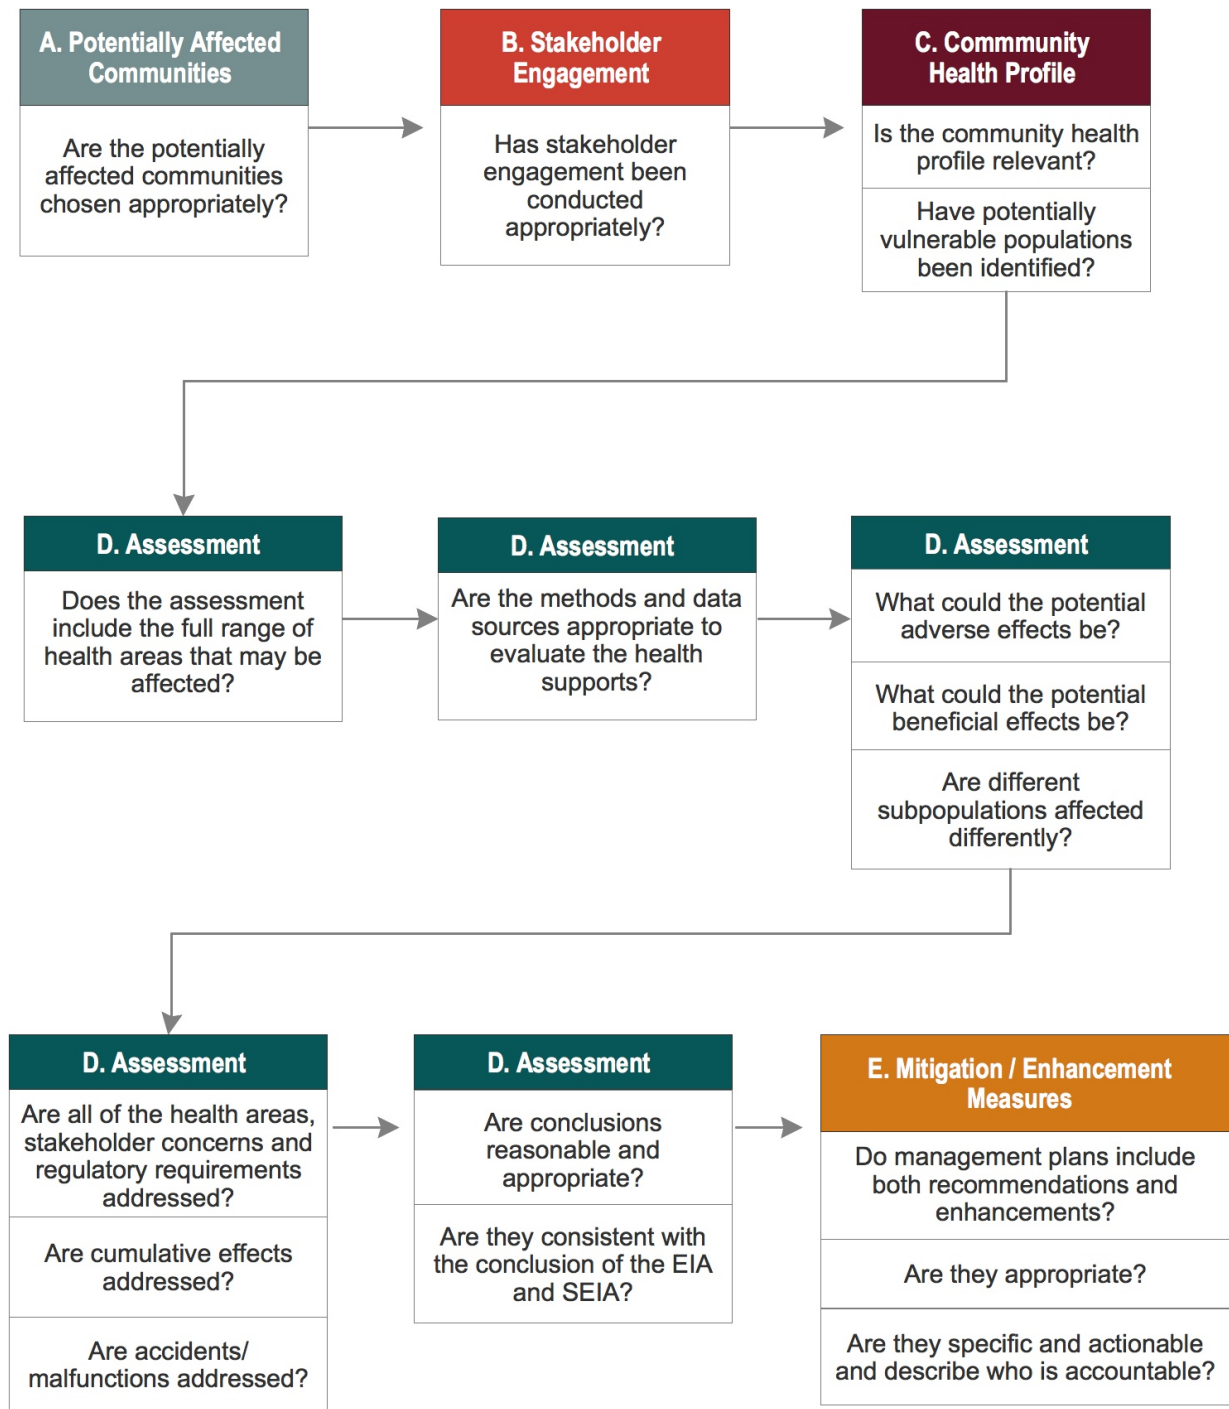 A. Potentially Affected
Communities
Are the potentially
affected communities
chosen appropriately?
B. Stakeholder
Engagement
Has stakeholder
engagement been
conducted
appropriately?
C. Commmunity
Health Profile
Is the community health
profile relevant?
Have potentially
vulnerable populations
been identified?
D. Assessment
Does the assessment
include the full range of
health areas that may be
affected?
D. Assessment
Are the methods and data
sources appropriate to
evaluate the health
supports?
D. Assessment
What could the potential
adverse effects be?
What could the potential
beneficial effects be?
Are different
subpopulations affected
differently?
D. Assessment
Are all of the health areas,
stakeholder concerns and
regulatory requirements
addressed?
Are cumulative effects
addressed?
Are accidents/
malfunctions addressed?
D. Assessment
Are conclusions
reasonable and
appropriate?
Are they consistent with
the conclusion of the EIA
and SEIA?
E. Mitigation / Enhancement
Measures
Do management plans include
both recommendations and
enhancements?
Are they appropriate?
Are they specific and actionable
and describe who is accountable?